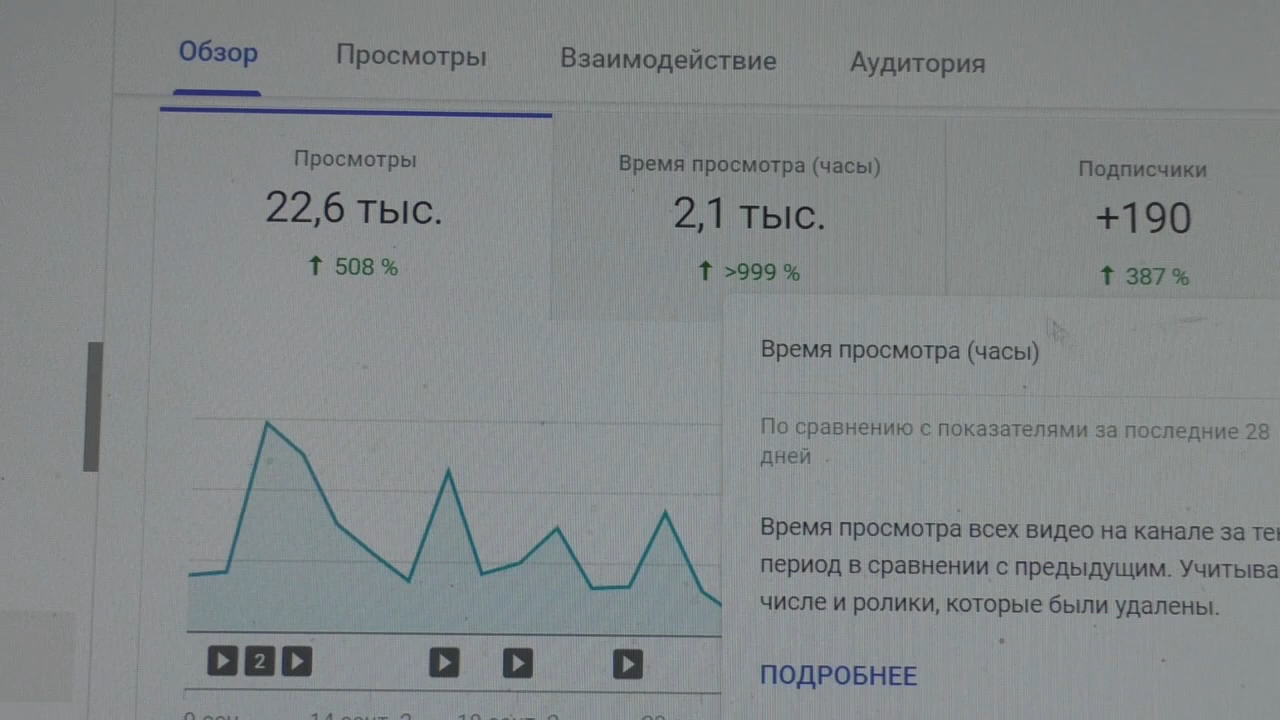 Обзор
Просмотры
Взаимодействие
Аудитория
Просмотры
22,6 тыс.
508 %
Время просмотра (часы)
2,1 тыс.
>999 %
Подписчики
+190
387 %
Время просмотра (часы)
По сравнению с показателями за последние 28
дней
Время просмотра всех видео на канале за
период в сравнении с предыдущим.
числе и ролики, которые были удалены.
ПОДРОБНЕЕ
2